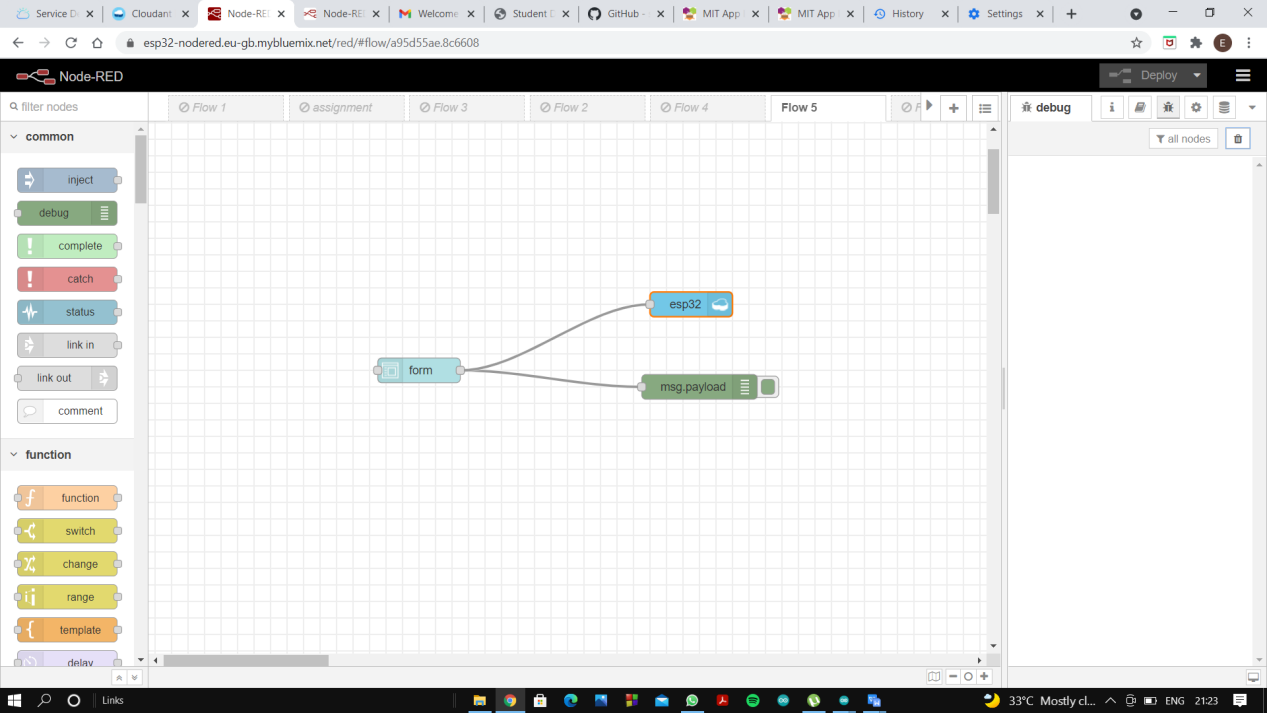 Service D
Cloudant
Node-RE
Node-RE
Welcome
Student s
GitHub -
MIT App
MIT App
History
Settings
esp32-nodered.eu-gb.mybluemix.net/red/#flow/a95d55ae.8c6608
E
Node-RED
Deploy
filter nodes
Flow 1
assignment
Flow 3
Flow 2
Flow 4
Flow 5
F
debug
all nodes
common
inject
debug
complete
catch
status
link in
link out
comment
function
function
switch
change
range
template
delay
form
esp32
msg.payload
Links
33°C Mostly cl...
ENG
21:23